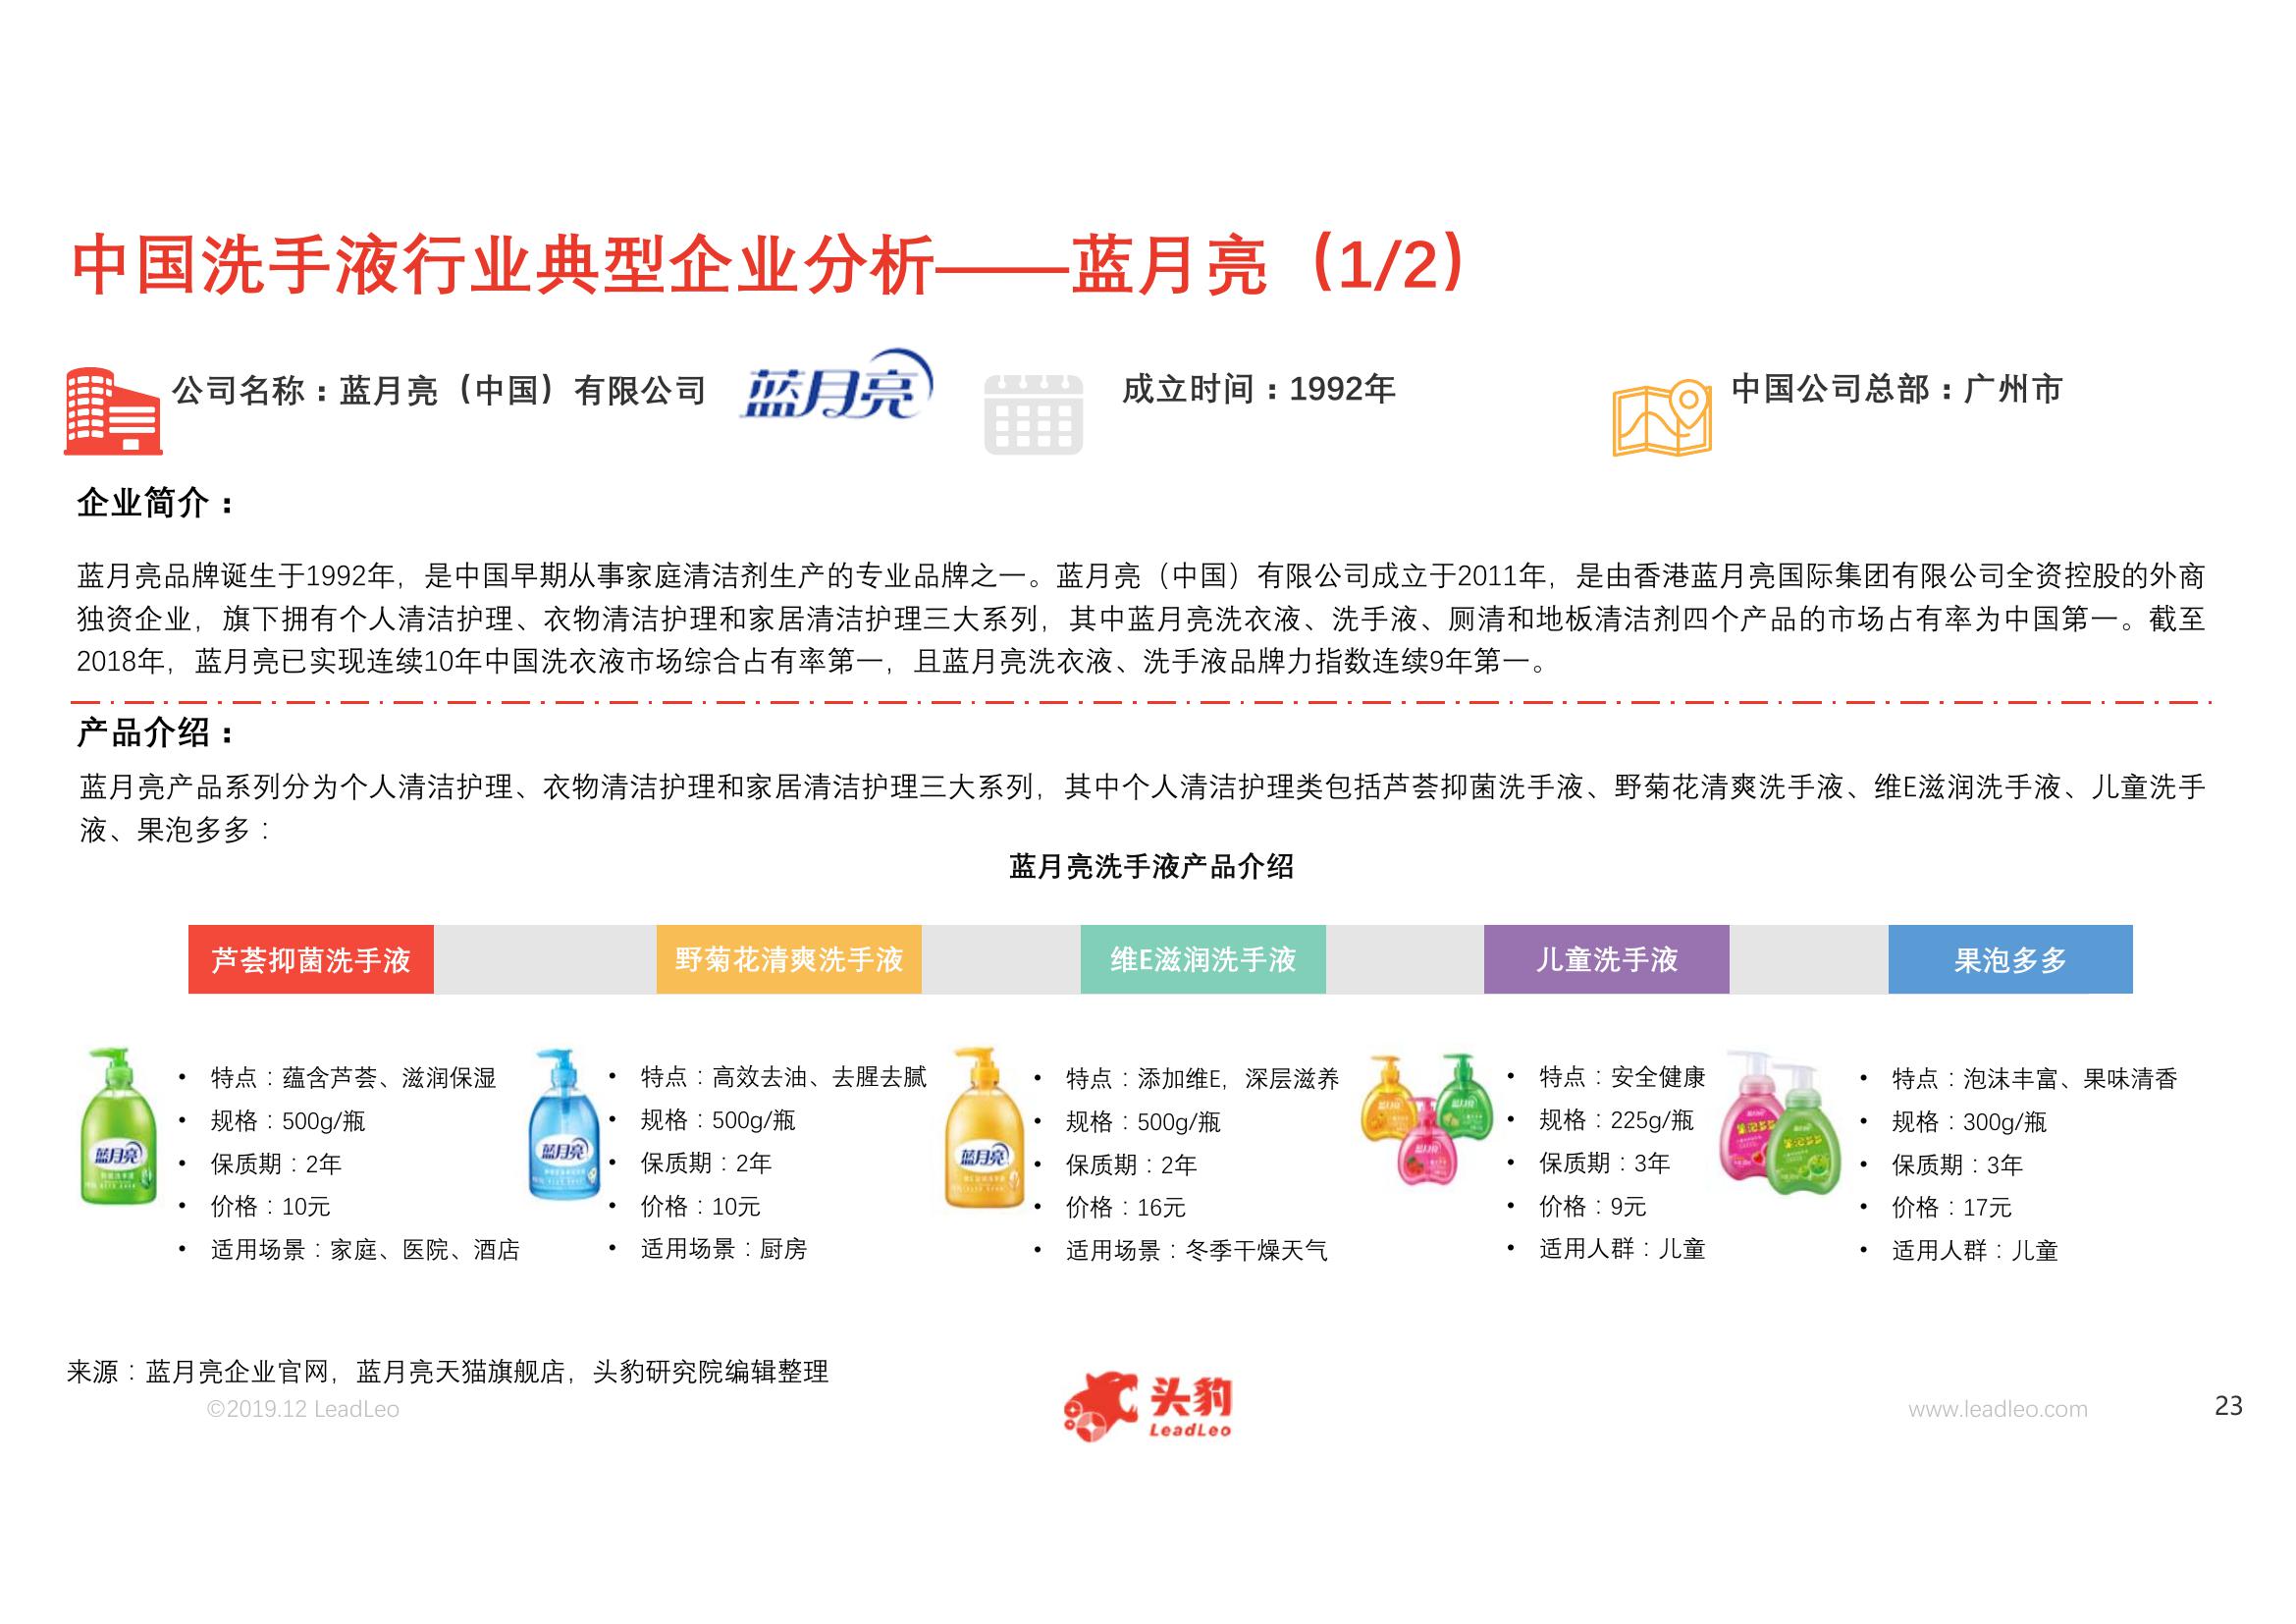 中国洗手液行业典型企业分析——蓝月亮（1/2）
公司名称：蓝月亮（中国）有限公司
蓝月亮
成立时间：1992年
中国公司总部：广州市
企业简介：
蓝月亮品牌诞生于1992年，是中国早期从事家庭清洁剂生产的专业品牌之一。蓝月亮（中国）有限公司成立于2011年，是由香港蓝月亮国际集团有限公司全资控股的外商
独资企业，旗下拥有个人清洁护理、衣物清洁护理和家居清洁护理三大系列，其中蓝月亮洗衣液、洗手液、厕清和地板清洁剂四个产品的市场占有率为中国第一。截至
2018年，蓝月亮已实现连续10年中国洗衣液市场综合占有率第一，且蓝月亮洗衣液、洗手液品牌力指数连续9年第一。
产品介绍：
蓝月亮产品系列分为个人清洁护理、衣物清洁护理和家居清洁护理三大系列，其中个人清洁护理类包括芦荟抑菌洗手液、野菊花清爽洗手液、维E滋润洗手液、儿童洗手
液、果泡多多：
蓝月亮洗手液产品介绍
芦荟抑菌洗手液
野菊花清爽洗手液
维E滋润洗手液
儿童洗手液
果泡多多
蓝月亮
• 特点：蕴含芦荟、滋润保湿
• 规格：500g/瓶
• 保质期：2年
• 价格：10元
• 适用场景：家庭、医院、酒店
蓝月亮
• 特点：高效去油、去腥去腻
• 规格：500g/瓶
• 保质期：2年
• 价格：10元
• 适用场景：厨房
蓝月亮
• 特点：添加维E，深层滋养
• 规格：500g/瓶
• 保质期：2年
• 价格：16元
• 适用场景：冬季干燥天气
• 特点：安全健康
• 规格：225g/瓶
• 保质期：3年
• 价格：9元
• 适用人群：儿童
• 特点：泡沫丰富、果味清香
• 规格：300g/瓶
• 保质期：3年
• 价格：17元
• 适用人群：儿童
来源：蓝月亮企业官网，蓝月亮天猫旗舰店，头豹研究院编辑整理
©2019.12 LeadLeo
头豹
LeadLeo
www.leadleo.com
23